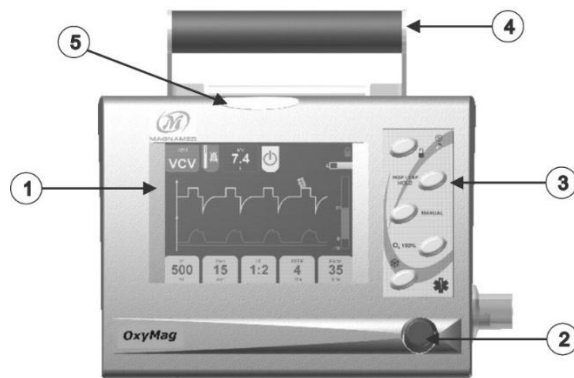 4
5
MAGNAMED
VCV
7.4
1
3
INSP / EXP
HOLD
MANUAL
O₂ 100%
500
15
1:2
4
35
OxyMag
2